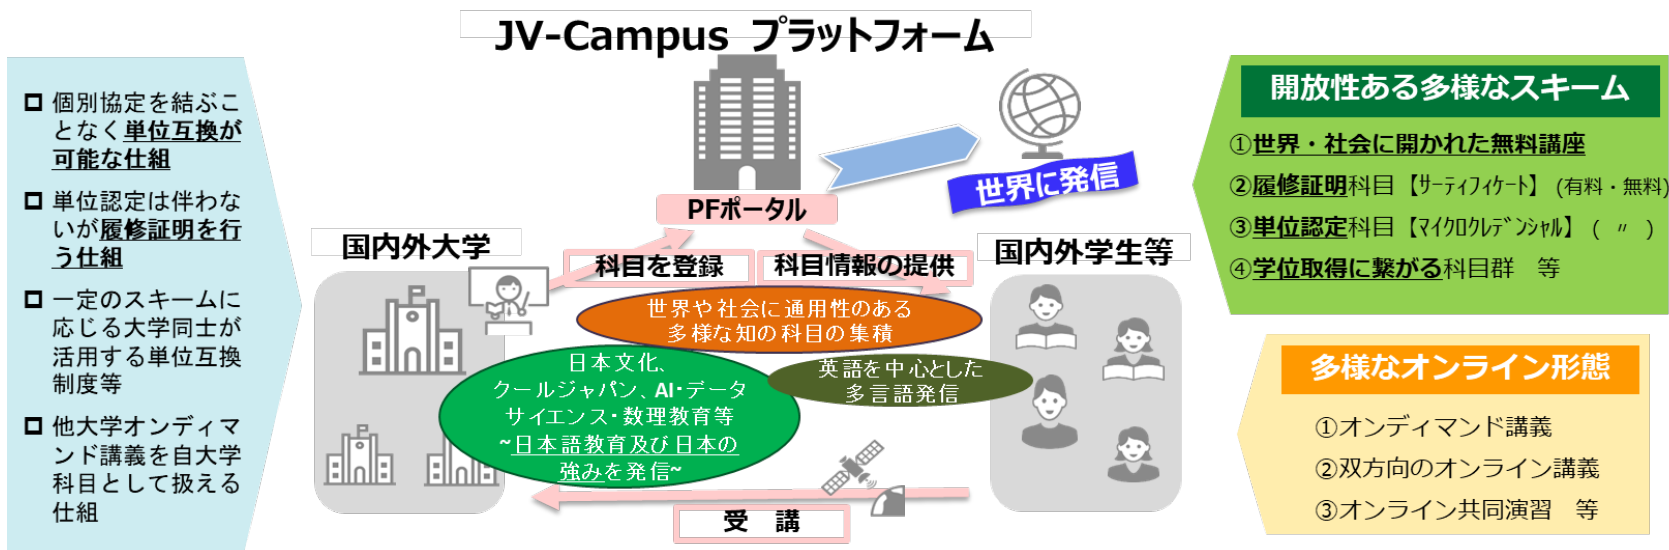 JV-Campus プラットフォーム
❑ 個別協定を結ぶこ
となく単位互換が
可能な仕組
❑ 単位認定は伴わな
いが履修証明を行
う仕組
❑ 一定のスキームに
応じる大学同士が
活用する単位互換
制度等
❑ 他大学オンディマ
ンド講義を自大学
科目として扱える
仕組
世界に発信
PFポータル
国内外大学
科目を登録
科目情報の提供
国内外学生等
世界や社会に通用性のある
多様な知の科目の集積
日本文化、
クールジャパン、AI・データ
サイエンス・数理教育等
~日本語教育及び日本の
強みを発信~
英語を中心とした
多言語発信
受　講
開放性ある多様なスキーム
①世界・社会に開かれた無料講座
②履修証明科目【ｻｰﾃｨﾌｨｹｰﾄ】（有料・無料）
③単位認定科目【ﾏｲｸﾛｸﾚﾃﾞﾝｼｬﾙ】（　〃　）
④学位取得に繋がる科目群　等
多様なオンライン形態
①オンディマンド講義
②双方向のオンライン講義
③オンライン共同演習　等